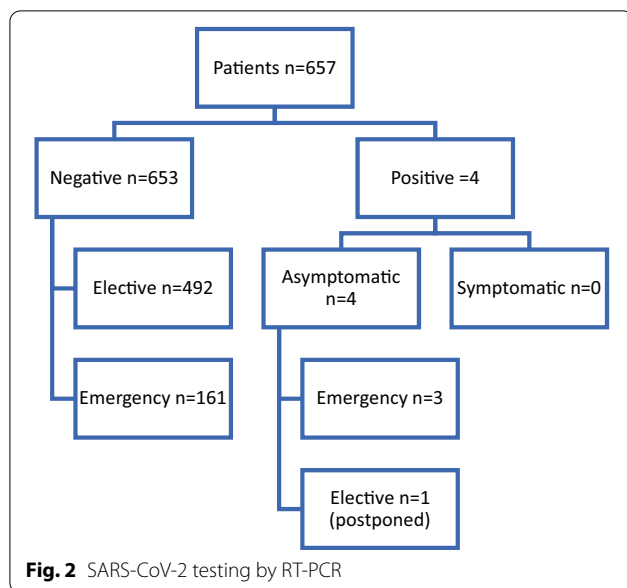 Patients n=657
Negative n=653
Positive =4
Elective n=492
Asymptomatic
n=4
Symptomatic n=0
Emergency n=161
Emergency n=3
Elective n=1
(postponed)
Fig. 2 SARS-CoV-2 testing by RT-PCR